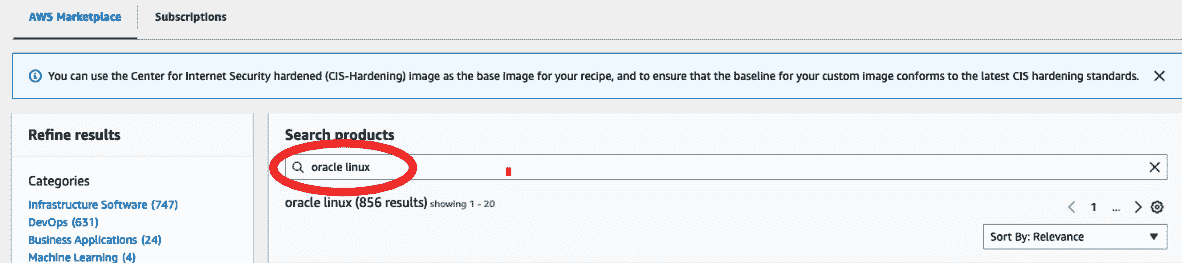 AWS Marketplace Subscriptions
You can use the Center for Internet Security hardened (CIS-Hardening) image as the base image for your recipe, and to ensure that the baseline for your custom image conforms to the latest CIS hardening standards.
Refine results
Categories
Infrastructure Software (747)
DevOps (631)
Business Applications (24)
Machine Learning (4)
Search products
oracle linux
oracle linux (856 results) showing 1 - 20
1 ...
Sort By: Relevance